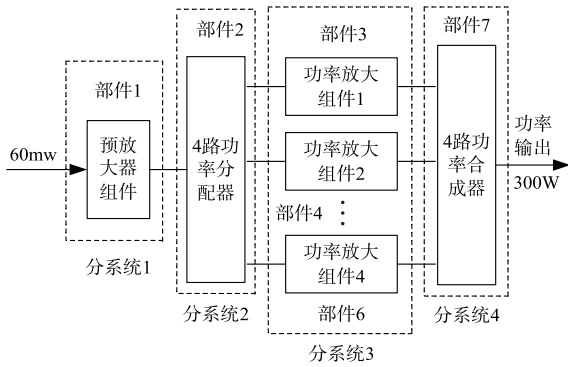 部件1
预放
大器
组件
60mw
分系统1
部件2
4路功
率分
配器
分系统2
部件3
功率放大
组件1
功率放大
组件2
部件4
功率放大
组件4
部件6
分系统3
部件7
4路功
率合
成器
分系统4
功率
输出
300W